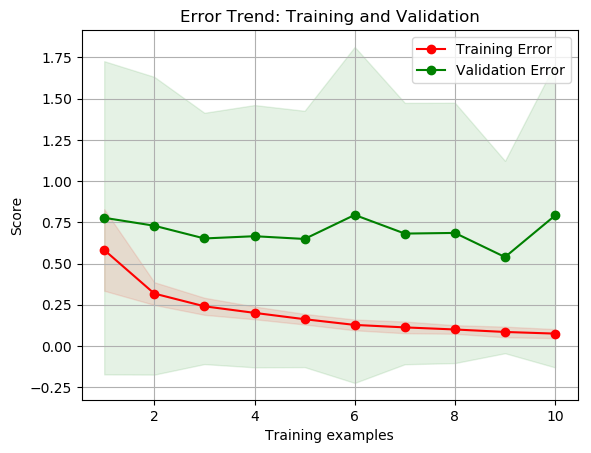 Error Trend: Training and Validation
Training Error
Validation Error
1.75
1.50
1.25
1.00
0.75
0.50
0.25
0.00
−0.25
Score
2 4 6 8 10
Training examples